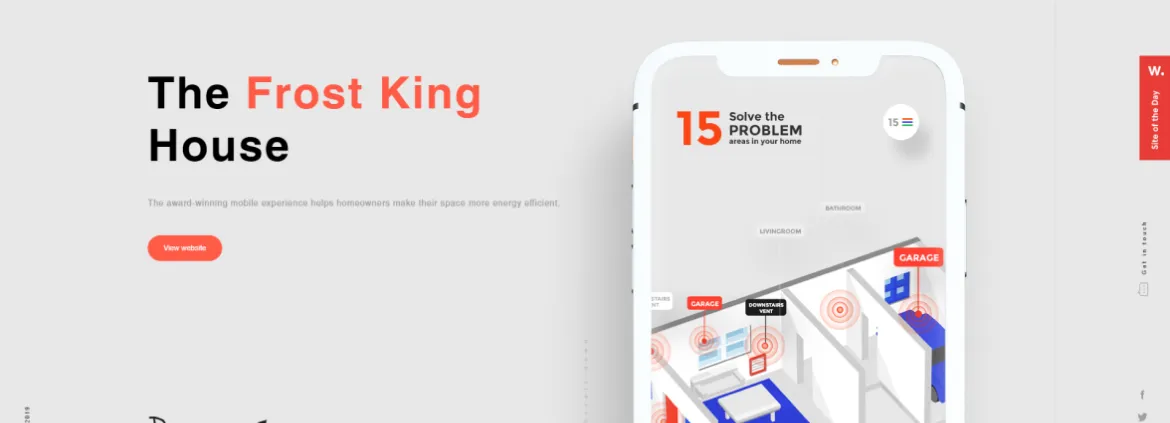 The Frost King
House
The award-winning mobile experience helps homeowners make their space more energy efficient.
View website
15 Solve the
PROBLEM
areas in your home
15
BATHROOM
LIVINGROOM
GARAGE
GARAGE
DOWNSTAIRS
VENT
W.
Site of the Day
Get in touch
2019